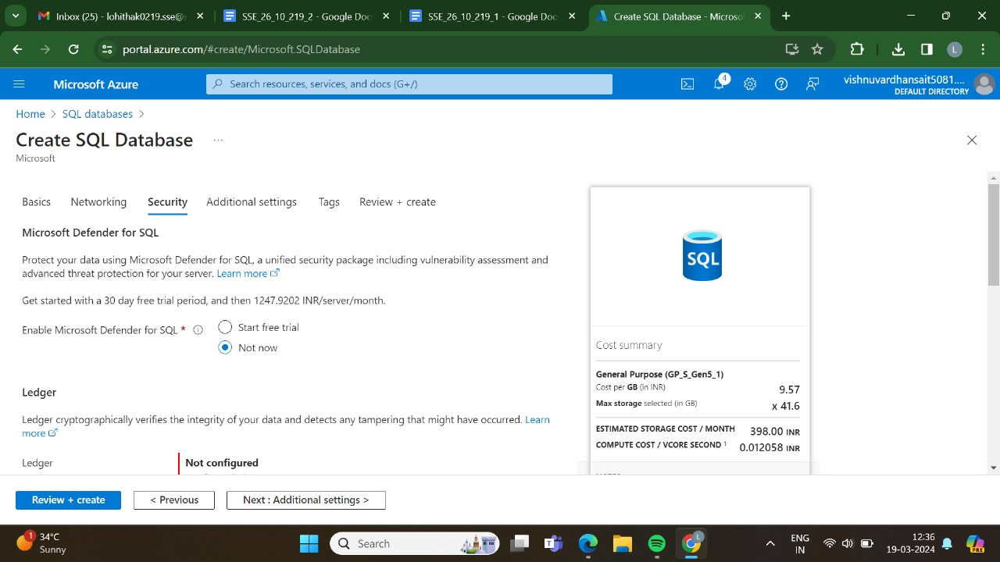 Inbox (25) - lohithak0219.sse@s
SSE_26_10_219_2 - Google Doc
SSE_26_10_219_1 - Google Doc
Create SQL Database - Microsof
portal.azure.com/#create/Microsoft.SQLDatabase
L
Microsoft Azure
Search resources, services, and docs (G+/)
4
vishnuvardhansait5081....
DEFAULT DIRECTORY
Home > SQL databases >
Create SQL Database ...
Microsoft
Basics Networking Security Additional settings Tags Review + create
Microsoft Defender for SQL
Protect your data using Microsoft Defender for SQL, a unified security package including vulnerability assessment and
advanced threat protection for your server. Learn more
Get started with a 30 day free trial period, and then 1247.9202 INR/server/month.
Enable Microsoft Defender for SQL *
Start free trial
Not now
Ledger
Ledger cryptographically verifies the integrity of your data and detects any tampering that might have occurred. Learn
more
Ledger
Not configured
SQL
Cost summary
General Purpose (GP_S_Gen5_1)
Cost per GB (in INR) 9.57
Max storage selected (in GB) x 41.6
ESTIMATED STORAGE COST / MONTH 398.00 INR
COMPUTE COST / VCORE SECOND 1 0.012058 INR
Review + create
< Previous
Next : Additional settings >
1
34°C
Sunny
Search
L
ENG
IN
12:36
19-03-2024
PRE